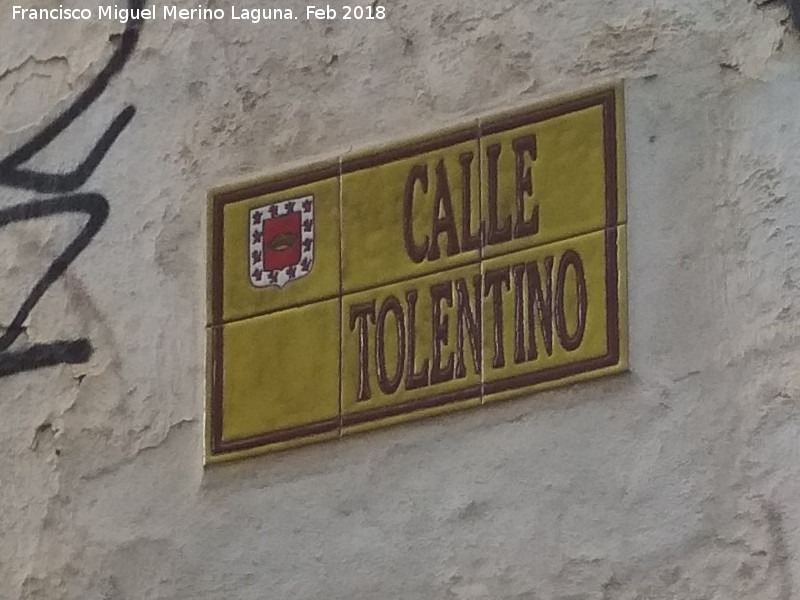 Francisco Miguel Merino Laguna. Feb 2018
CALLE
TOLENTINO